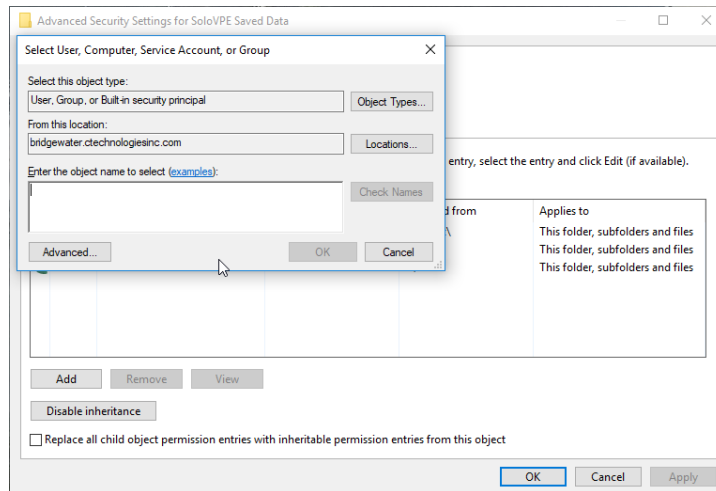 Advanced Security Settings for SoloVPE Saved Data
Select User, Computer, Service Account, or Group
Select this object type:
User, Group, or Built-in security principal
Object Types...
From this location:
bridgewater.ctechnologiesinc.com
Locations...
entry, select the entry and click Edit (if available).
Enter the object name to select (examples):
Check Names
from
Applies to
\
This folder, subfolders and files
This folder, subfolders and files
This folder, subfolders and files
Advanced...
OK
Cancel
Add
Remove
View
Disable inheritance
Replace all child object permission entries with inheritable permission entries from this object
OK
Cancel
Apply